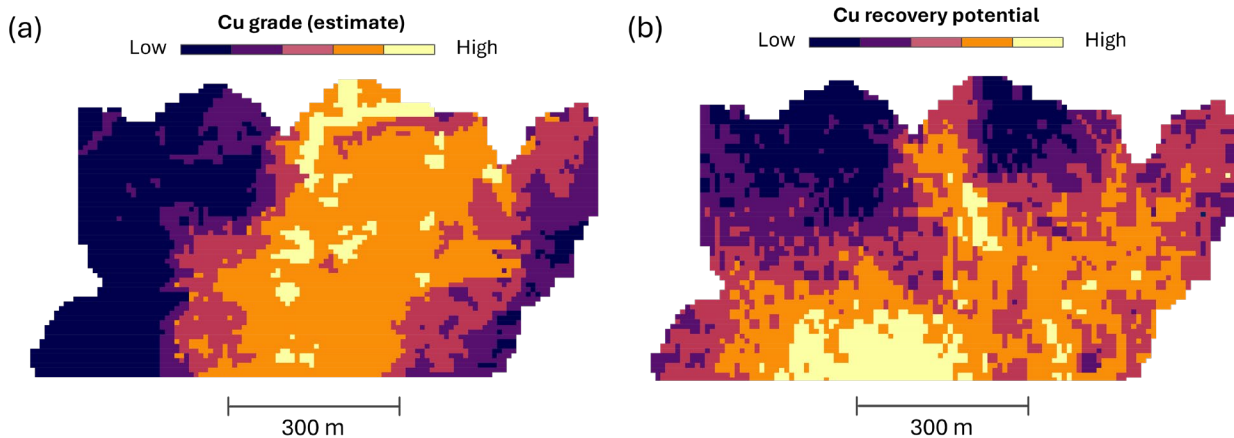 (a)
Cu grade (estimate)
Low High
300 m
(b)
Cu recovery potential
Low High
300 m